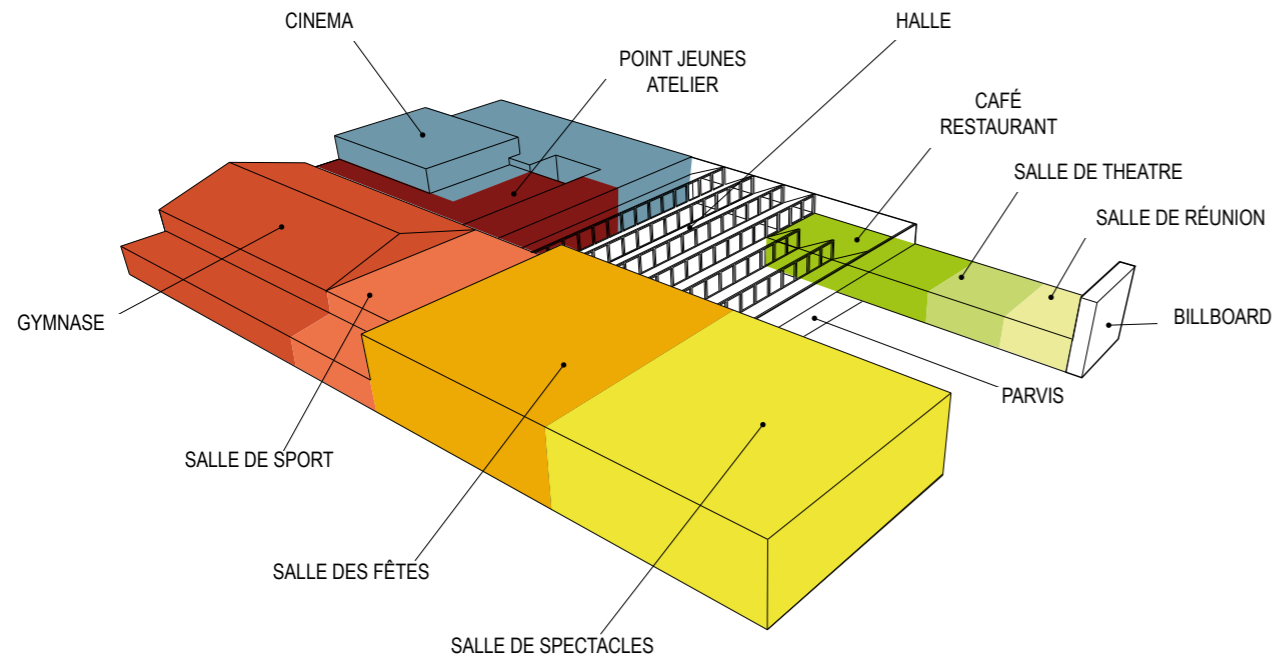 CINEMA
HALLE
POINT JEUNES
ATELIER
CAFÉ
RESTAURANT
SALLE DE THEATRE
SALLE DE RÉUNION
GYMNASE
BILLBOARD
PARVIS
SALLE DE SPORT
SALLE DES FÊTES
SALLE DE SPECTACLES